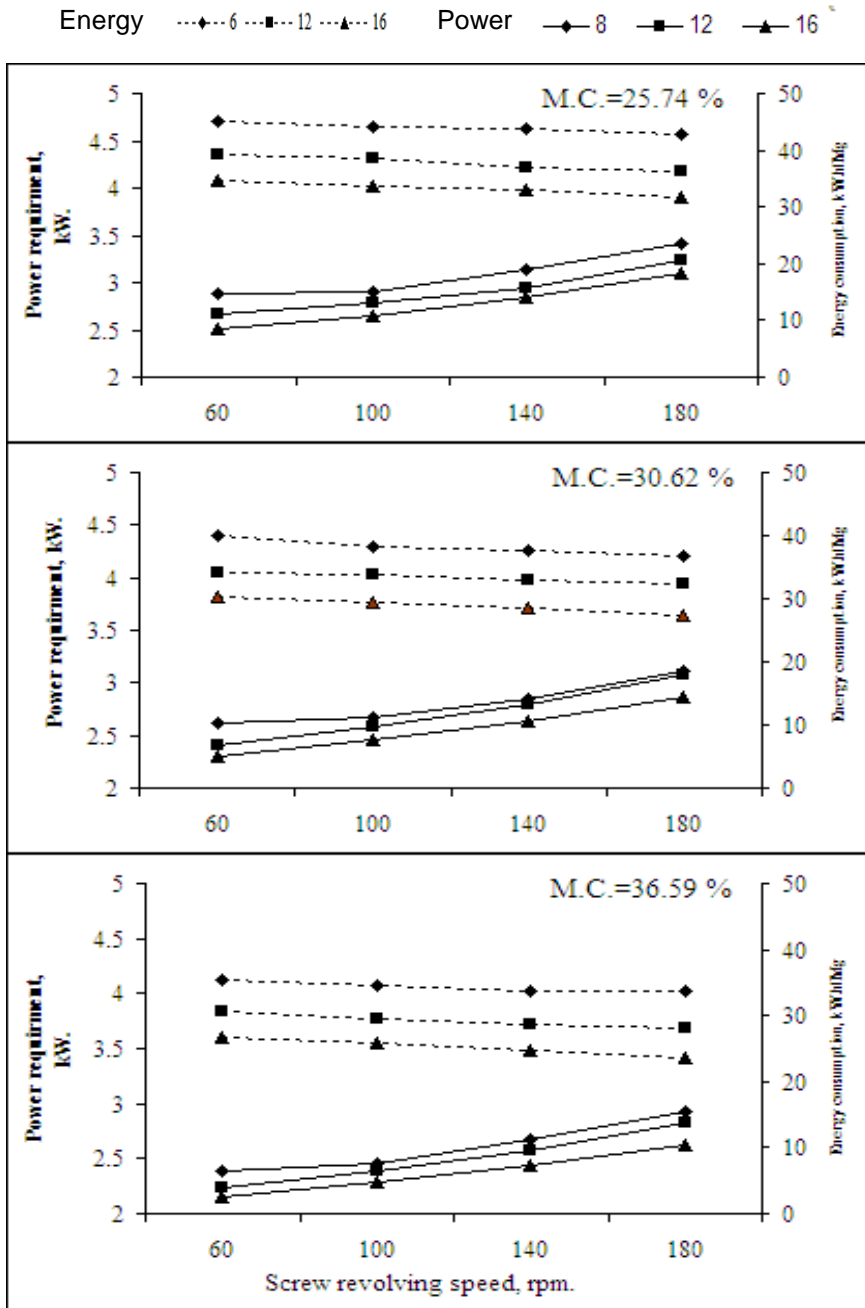 Energy 6 12 16 Power 8 12 16 %
M.C.=25.74 %
Power requirment, kW.
5
4.5
4
3.5
3
2.5
2
50
40
30
20
10
0
Energy consumption, kW.h/Mg
60 100 140 180
M.C.=30.62 %
Power requirment, kW.
5
4.5
4
3.5
3
2.5
2
50
40
30
20
10
0
Energy consumption, kW.h/Mg
60 100 140 180
M.C.=36.59 %
Power requirment, kW.
5
4.5
4
3.5
3
2.5
2
50
40
30
20
10
0
Energy consumption, kW.h/Mg
60 100 140 180
Screw revolving speed, rpm.